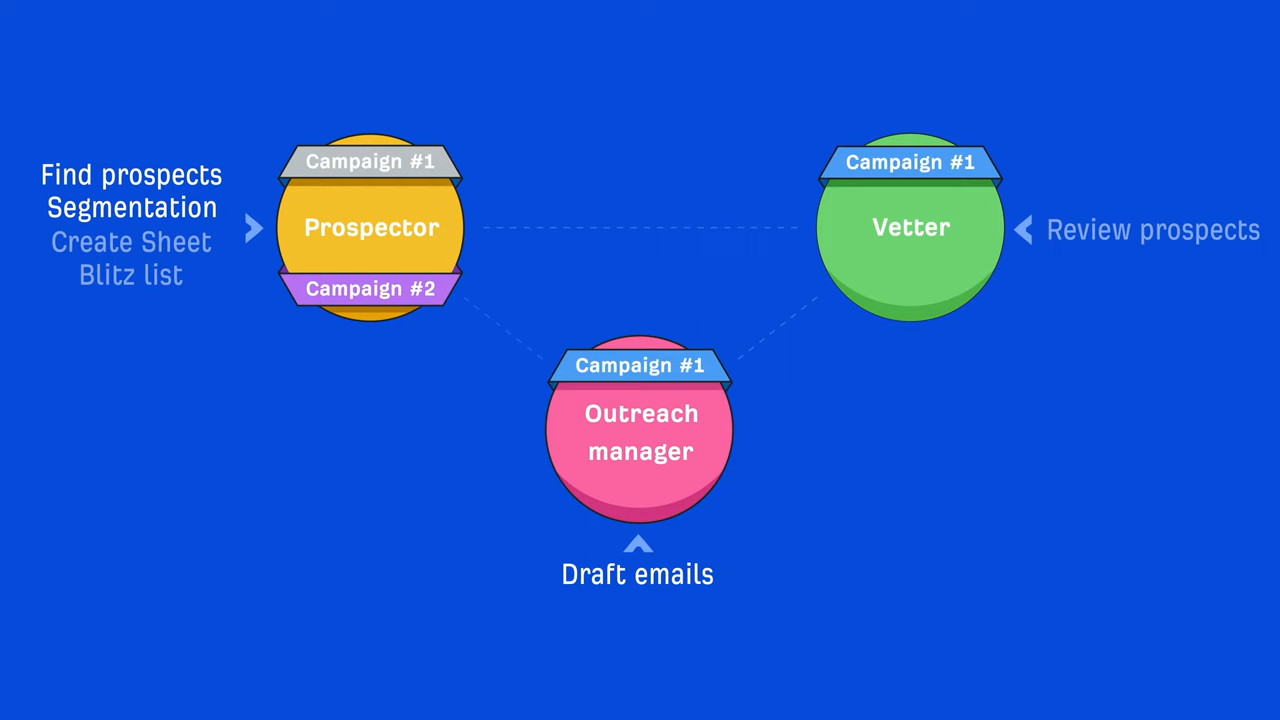 Find prospects
Segmentation
Create Sheet
Blitz list
Campaign #1
Prospector
Campaign #2
Campaign #1
Vetter
Review prospects
Campaign #1
Outreach
manager
Draft emails